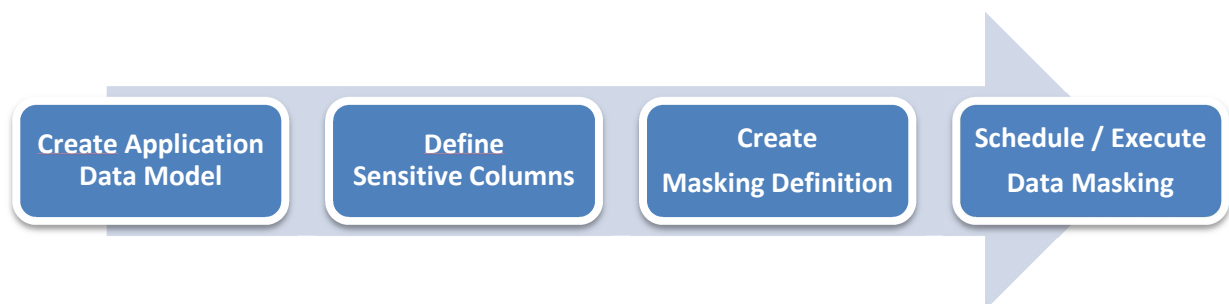 Create Application
Data Model
Define
Sensitive Columns
Create
Masking Definition
Schedule / Execute
Data Masking